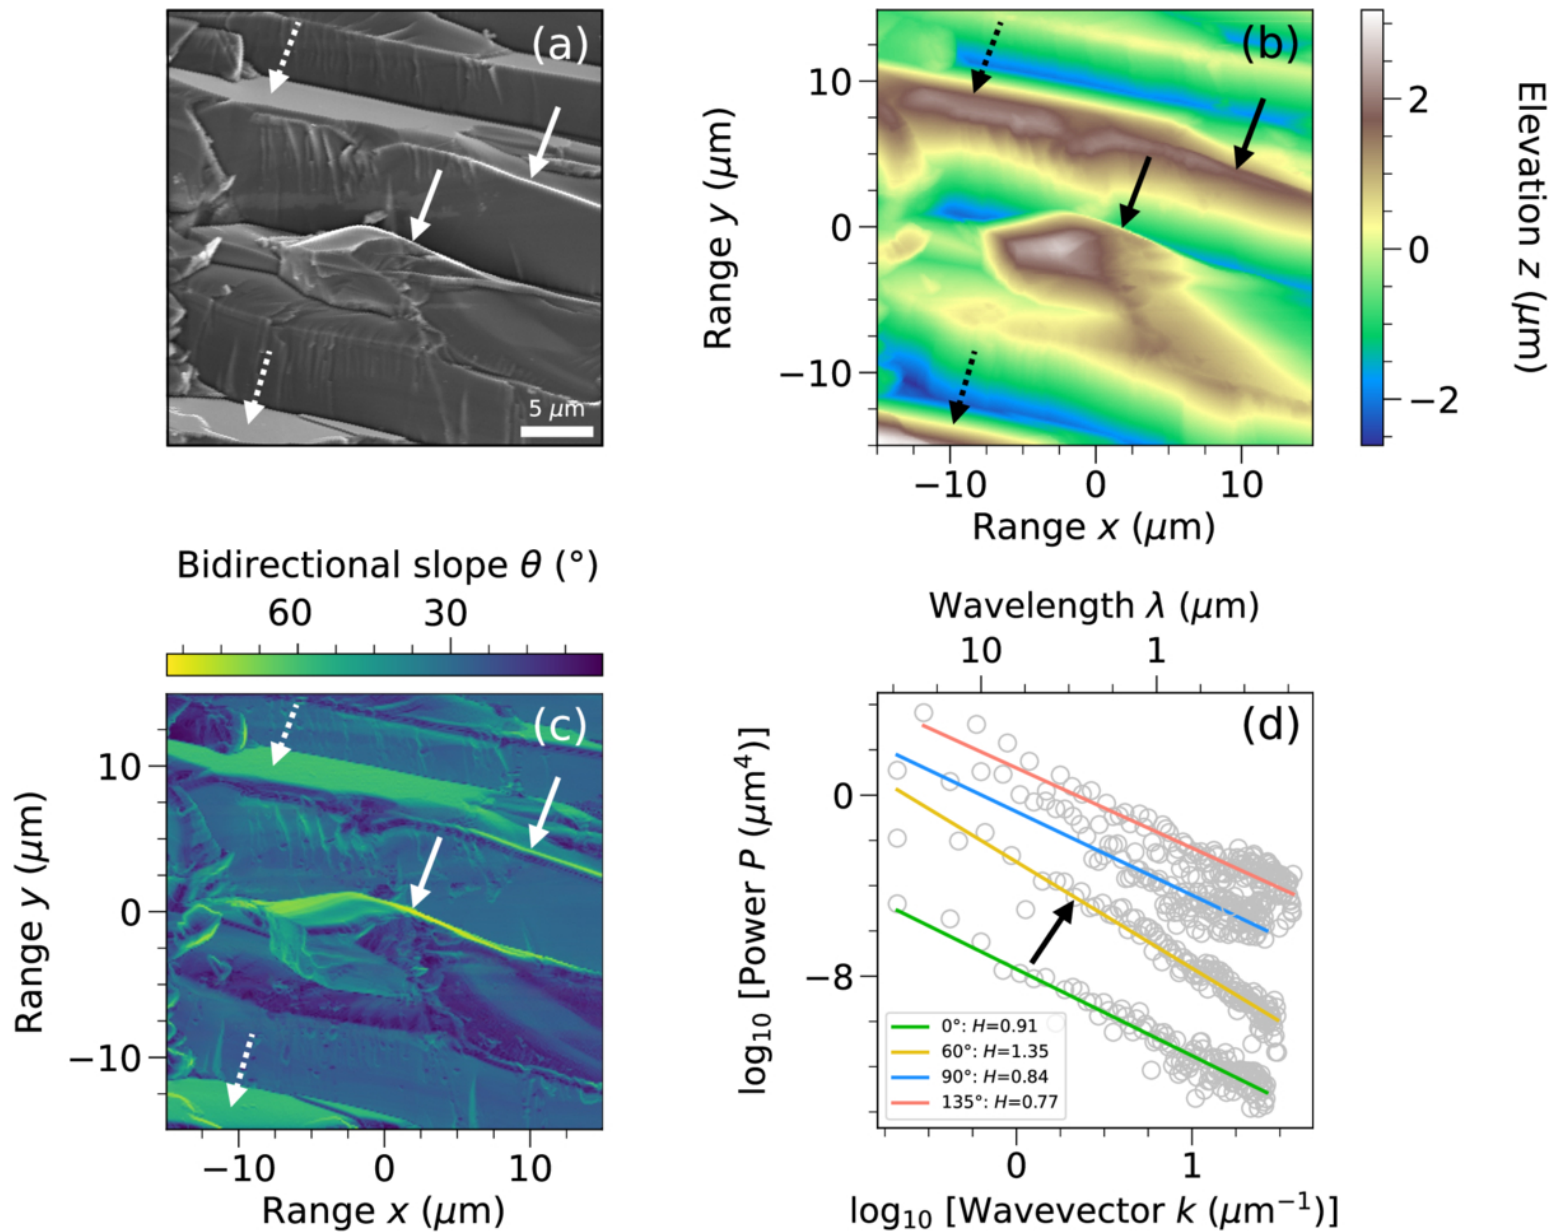 (a)
5 μm
(b)
10
0
−10
Range y (μm)
−10 0 10
Range x (μm)
2
0
−2
Elevation z (μm)
Bidirectional slope θ (°)
60 30
(c)
10
0
−10
Range y (μm)
−10 0 10
Range x (μm)
Wavelength λ (μm)
10 1
(d)
0
−8
log₁₀ [Power P (μm⁴)]
0°: H=0.91
60°: H=1.35
90°: H=0.84
135°: H=0.77
0 1
log₁₀ [Wavevector k (μm⁻¹)]